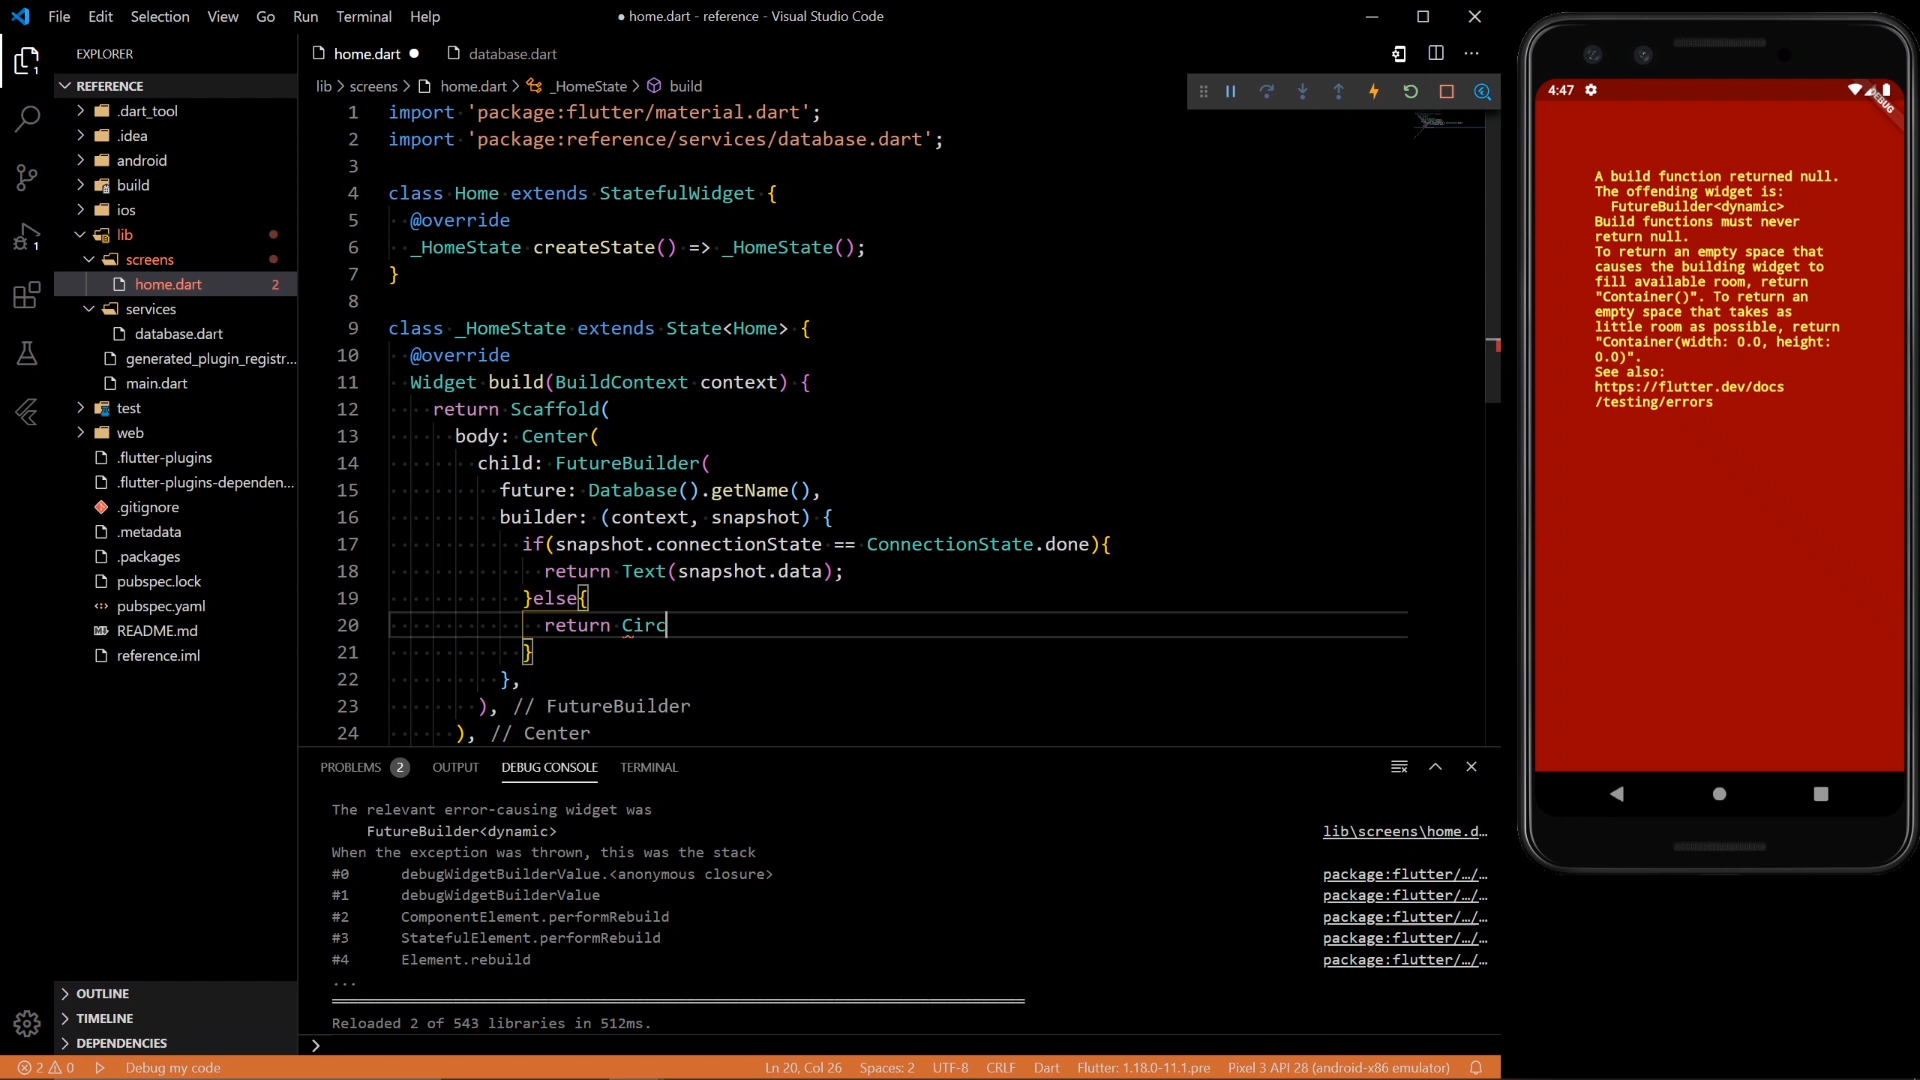 File Edit Selection View Go Run Terminal Help
● home.dart - reference - Visual Studio Code
EXPLORER
REFERENCE
.dart_tool
.idea
android
build
ios
lib
screens
home.dart 2
services
database.dart
generated_plugin_registr...
main.dart
test
web
.flutter-plugins
.flutter-plugins-dependen...
.gitignore
.metadata
.packages
pubspec.lock
pubspec.yaml
README.md
reference.iml
OUTLINE
TIMELINE
DEPENDENCIES
1
1
home.dart ● database.dart
lib > screens > home.dart > _HomeState > build
1 import 'package:flutter/material.dart';
2 import 'package:reference/services/database.dart';
3
4 class Home extends StatefulWidget {
5 @override
6 _HomeState createState() => _HomeState();
7 }
8
9 class _HomeState extends State<Home> {
10 @override
11 Widget build(BuildContext context) {
12 return Scaffold(
13 body: Center(
14 child: FutureBuilder(
15 future: Database().getName(),
16 builder: (context, snapshot) {
17 if(snapshot.connectionState == ConnectionState.done){
18 return Text(snapshot.data);
19 }else{
20 return Circ
21 }
22 },
23 ), // FutureBuilder
24 ), // Center
PROBLEMS 2 OUTPUT DEBUG CONSOLE TERMINAL
The relevant error-causing widget was
FutureBuilder<dynamic> lib\screens\home.d…
When the exception was thrown, this was the stack
#0 debugWidgetBuilderValue.<anonymous closure> package:flutter/…/…
#1 debugWidgetBuilderValue package:flutter/…/…
#2 ComponentElement.performRebuild package:flutter/…/…
#3 StatefulElement.performRebuild package:flutter/…/…
#4 Element.rebuild package:flutter/…/…
...
Reloaded 2 of 543 libraries in 512ms.
>
2 0 Debug my code Ln 20, Col 26 Spaces: 2 UTF-8 CRLF Dart Flutter: 1.18.0-11.1.pre Pixel 3 API 28 (android-x86 emulator)
4:47
DEBUG
A build function returned null.
The offending widget is:
FutureBuilder<dynamic>
Build functions must never
return null.
To return an empty space that
causes the building widget to
fill available room, return
"Container()". To return an
empty space that takes as
little room as possible, return
"Container(width: 0.0, height:
0.0)".
See also:
https://flutter.dev/docs
/testing/errors